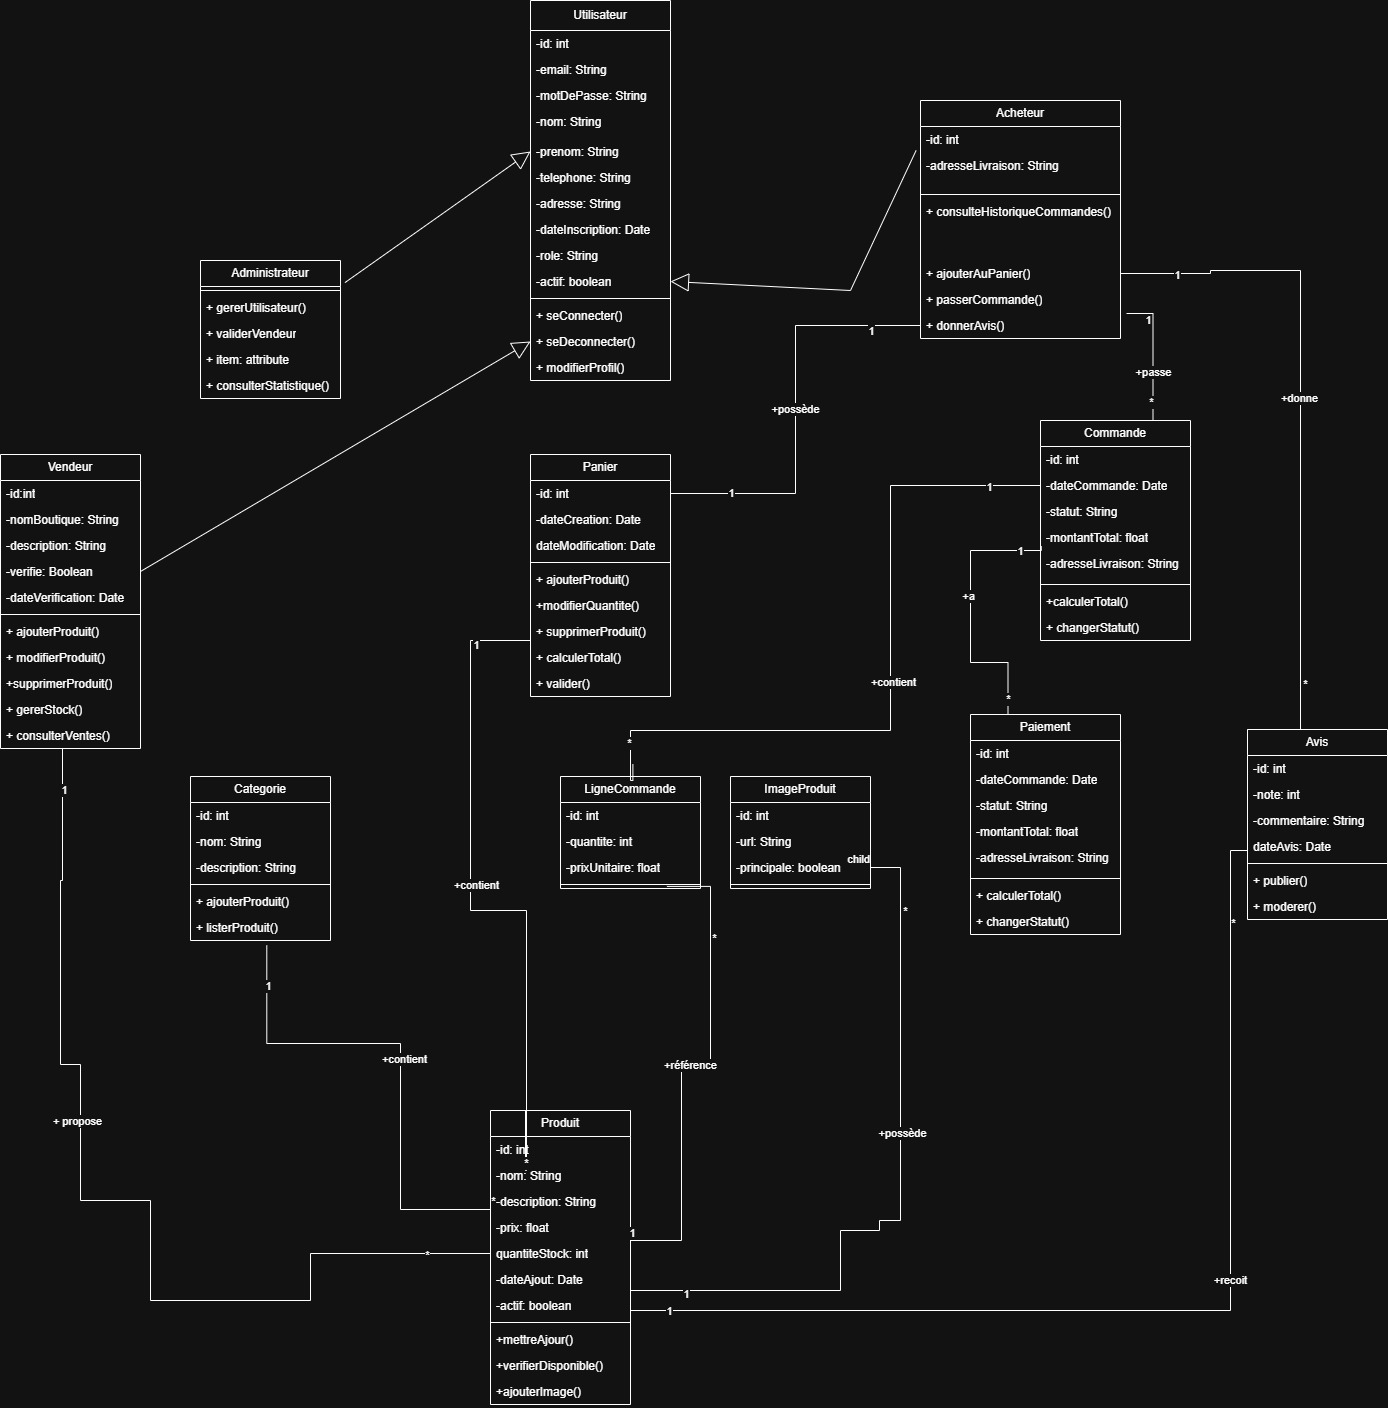 Utilisateur
-id: int
-email: String
-motDePasse: String
-nom: String
-prenom: String
-telephone: String
-adresse: String
-dateInscription: Date
-role: String
-actif: boolean
+ seConnecter()
+ seDeconnecter()
+ modifierProfil()
Acheteur
-id: int
-adresseLivraison: String
+ consulteHistoriqueCommandes()
+ ajouterAuPanier()
+ passerCommande()
+ donnerAvis()
Administrateur
+ gererUtilisateur()
+ validerVendeur
+ item: attribute
+ consulterStatistique()
1
1
1
+passe
*
+donne
*
+possède
1
Vendeur
-id:int
-nomBoutique: String
-description: String
-verifie: Boolean
-dateVerification: Date
+ ajouterProduit()
+ modifierProduit()
+supprimerProduit()
+ gererStock()
+ consulterVentes()
Panier
-id: int
-dateCreation: Date
dateModification: Date
+ ajouterProduit()
+modifierQuantite()
+ supprimerProduit()
+ calculerTotal()
+ valider()
Commande
-id: int
-dateCommande: Date
-statut: String
-montantTotal: float
-adresseLivraison: String
+calculerTotal()
+ changerStatut()
1
+contient
*
1
+a
*
1
+contient
*
1
+ propose
*
Categorie
-id: int
-nom: String
-description: String
+ ajouterProduit()
+ listerProduit()
1
+contient
*
LigneCommande
-id: int
-quantite: int
-prixUnitaire: float
*
+référence
1
ImageProduit
-id: int
-url: String
-principale: boolean
child
*
+possède
1
Paiement
-id: int
-dateCommande: Date
-statut: String
-montantTotal: float
-adresseLivraison: String
+ calculerTotal()
+ changerStatut()
Avis
-id: int
-note: int
-commentaire: String
dateAvis: Date
+ publier()
+ moderer()
*
+recoit
1
Produit
-id: int
-nom: String
-description: String
-prix: float
quantiteStock: int
-dateAjout: Date
-actif: boolean
+mettreAjour()
+verifierDisponible()
+ajouterImage()